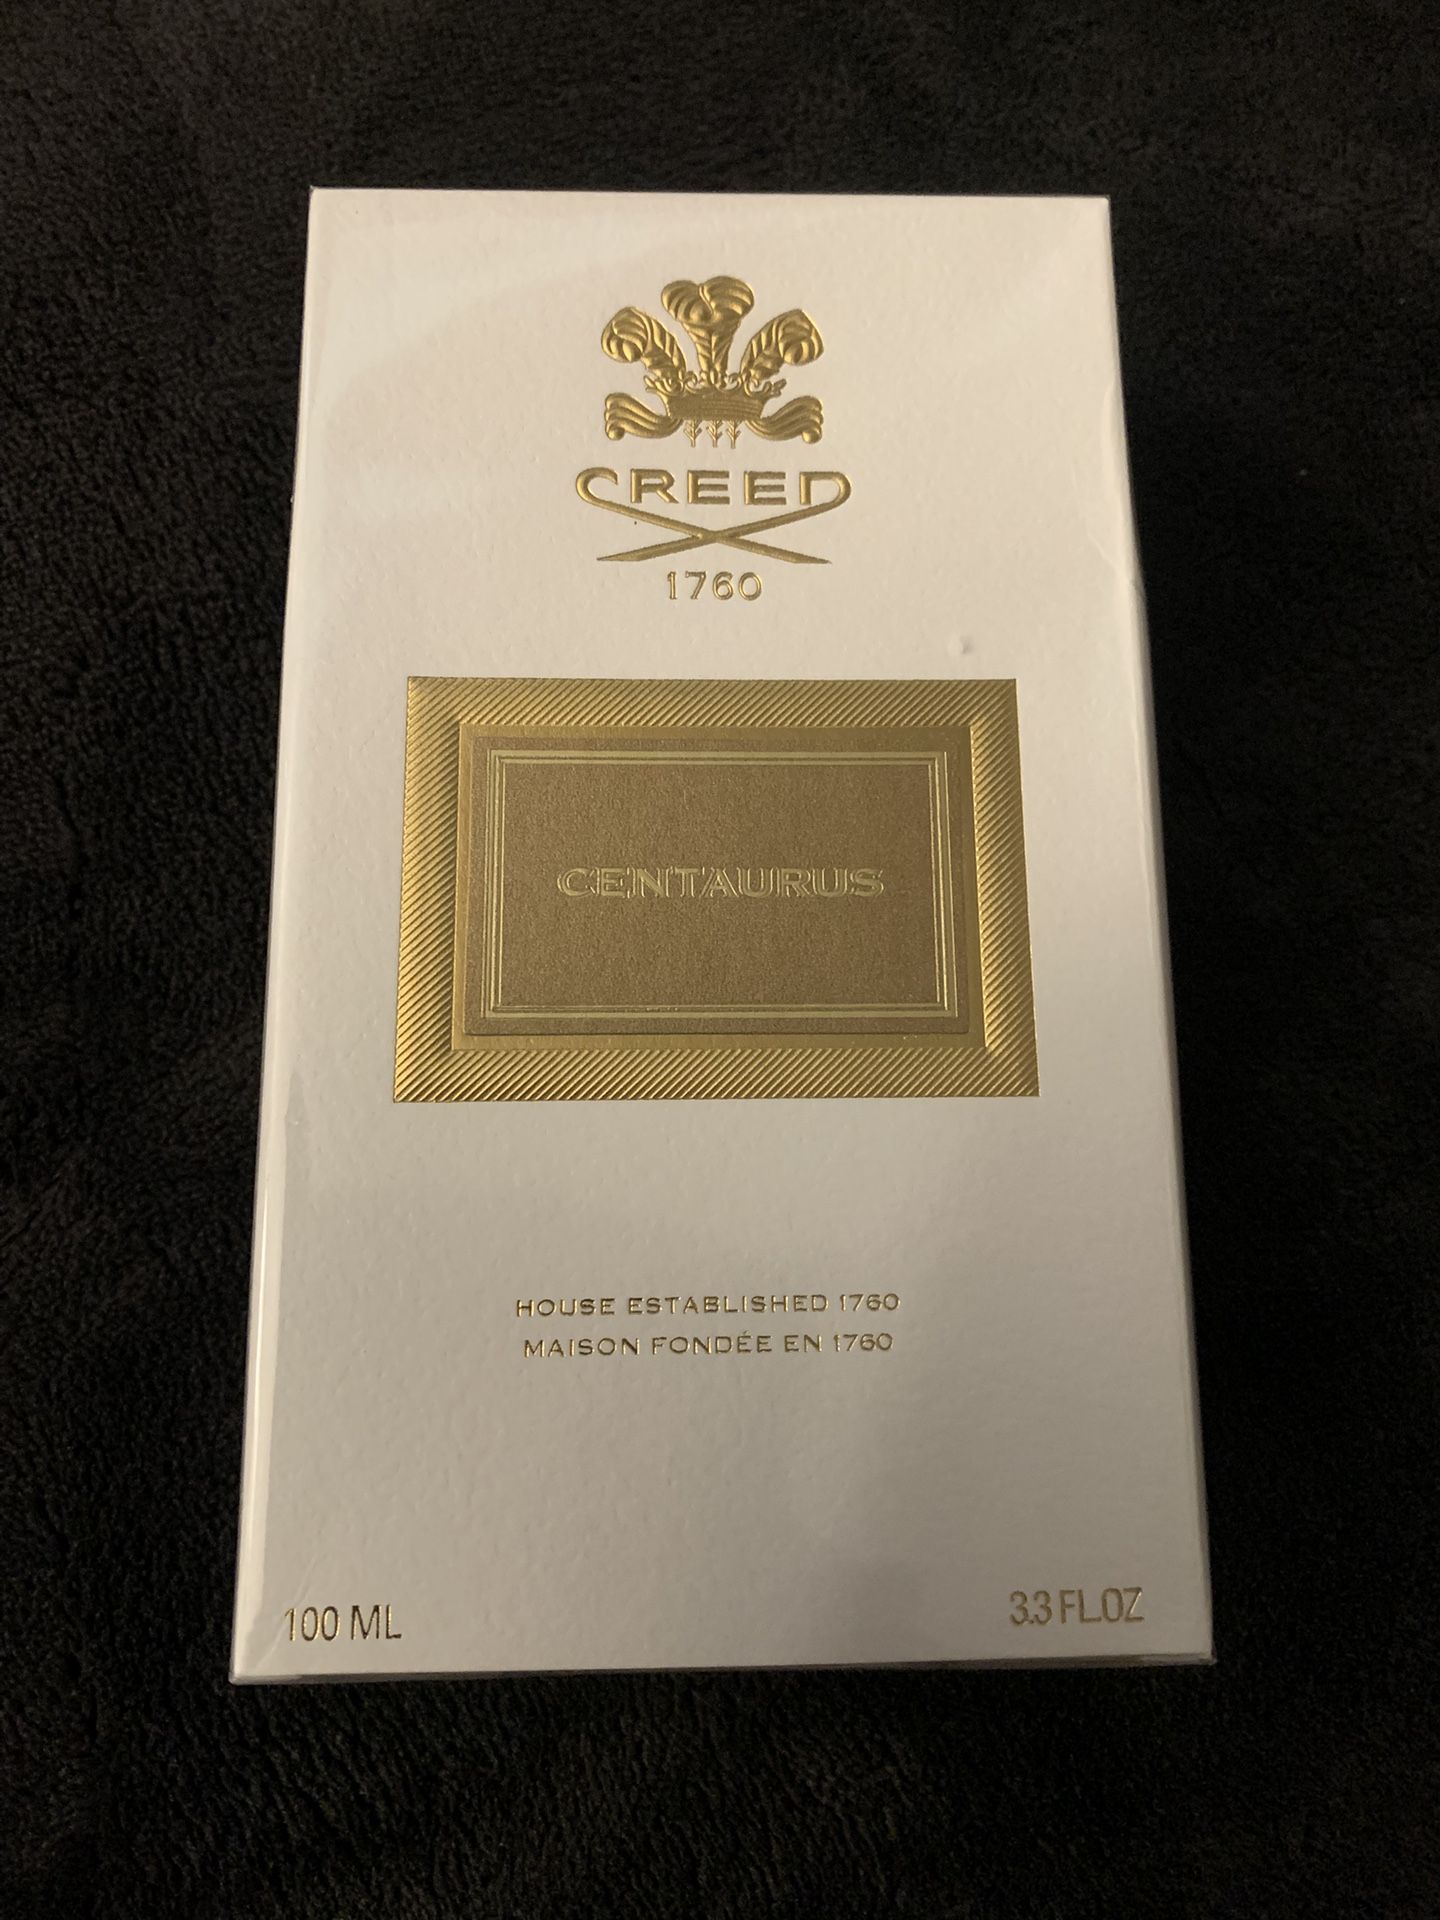 CREED
1760
CENTAURUS
HOUSE ESTABLISHED 1760
MAISON FONDÉE EN 1760
100 ML
3.3 FL.OZ